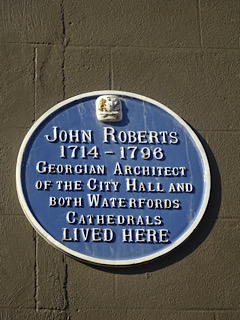 JOHN ROBERTS
1714 - 1796
GEORGIAN ARCHITECT
OF THE CITY HALL AND
BOTH WATERFORDS
CATHEDRALS
LIVED HERE